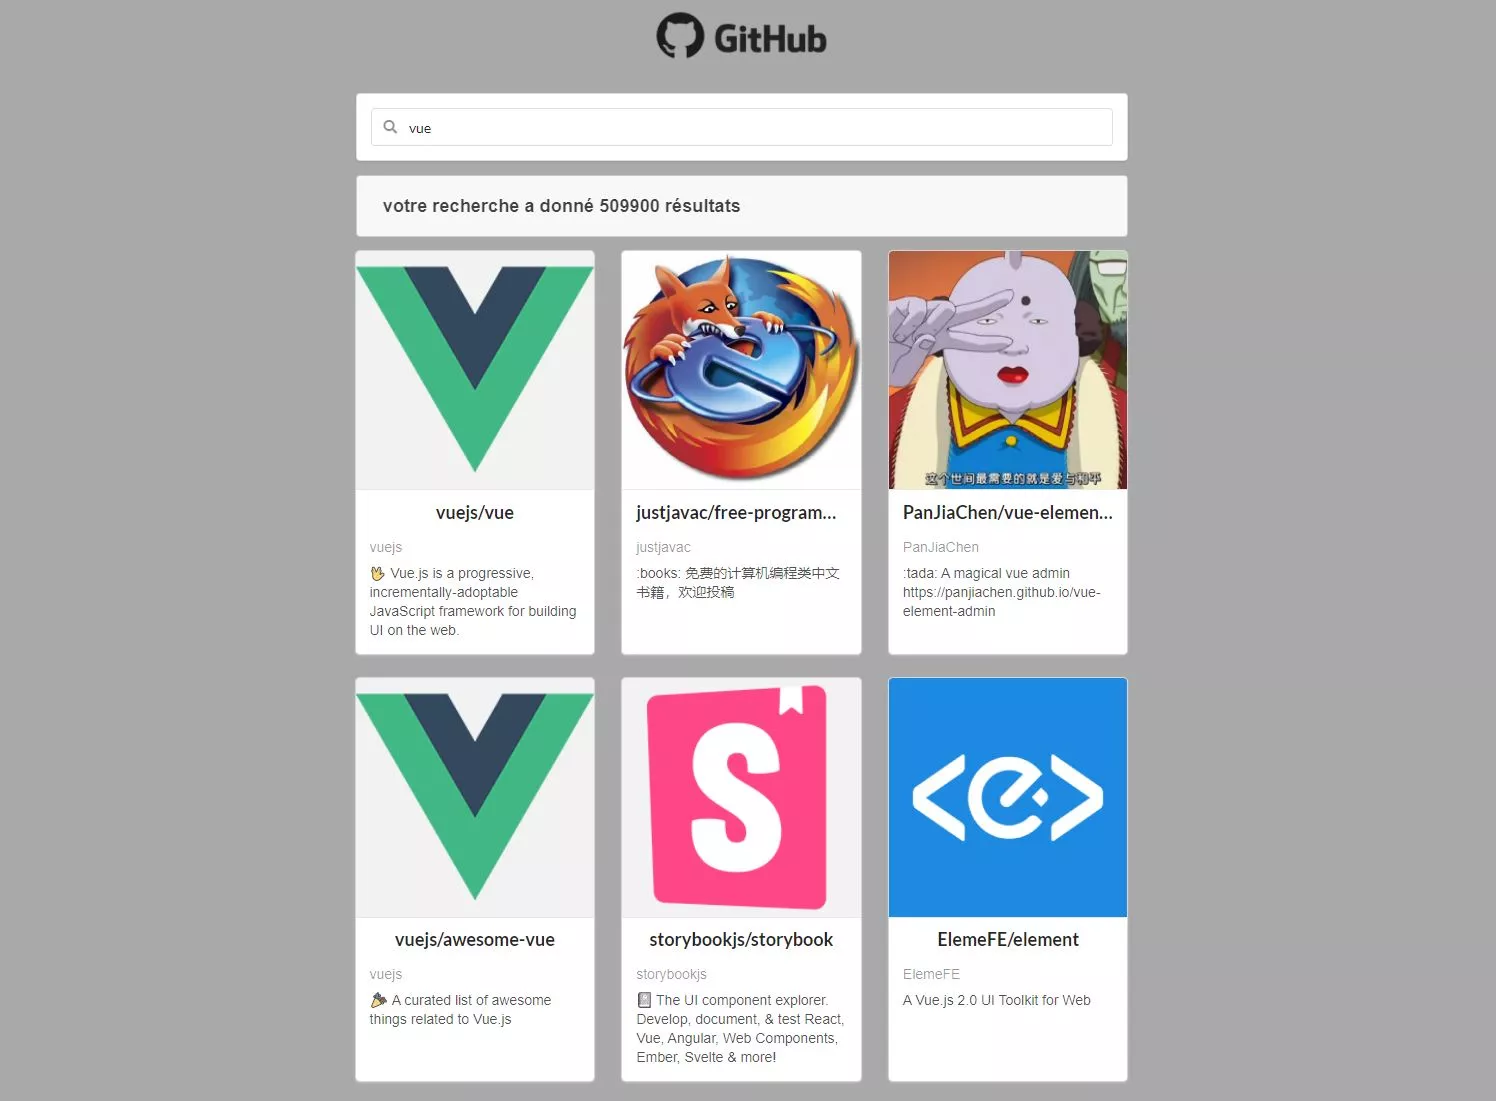 GitHub
vue
votre recherche a donné 509900 résultats
这个世间最需要的就是爱与和平
vuejs/vue
vuejs
🖖 Vue.js is a progressive,
incrementally-adoptable
JavaScript framework for building
UI on the web.
justjavac/free-program...
justjavac
:books: 免费的计算机编程类中文
书籍，欢迎投稿
PanJiaChen/vue-elemen...
PanJiaChen
:tada: A magical vue admin
https://panjiachen.github.io/vue-
element-admin
S
vuejs/awesome-vue
vuejs
🎉 A curated list of awesome
things related to Vue.js
storybookjs/storybook
storybookjs
📓 The UI component explorer.
Develop, document, & test React,
Vue, Angular, Web Components,
Ember, Svelte & more!
<e>
ElemeFE/element
ElemeFE
A Vue.js 2.0 UI Toolkit for Web